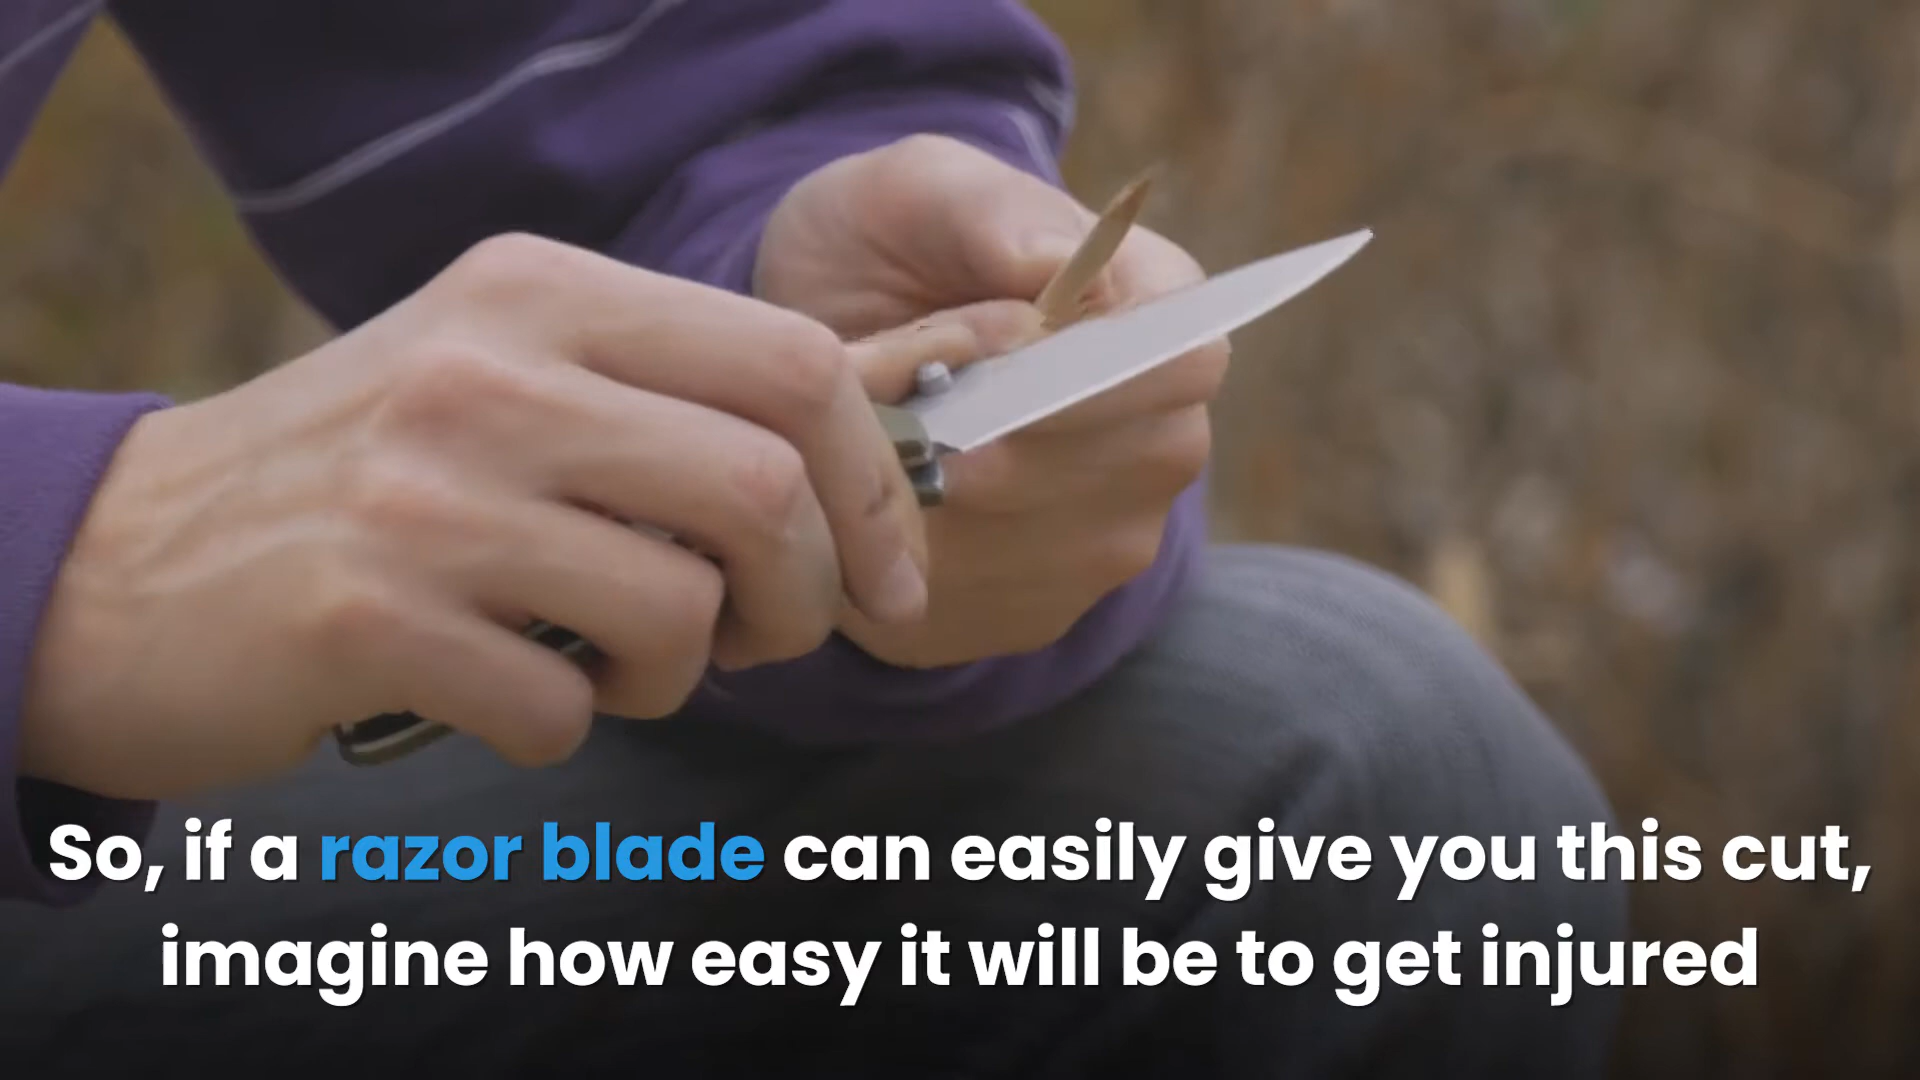 So, if a razor blade can easily give you this cut,
imagine how easy it will be to get injured